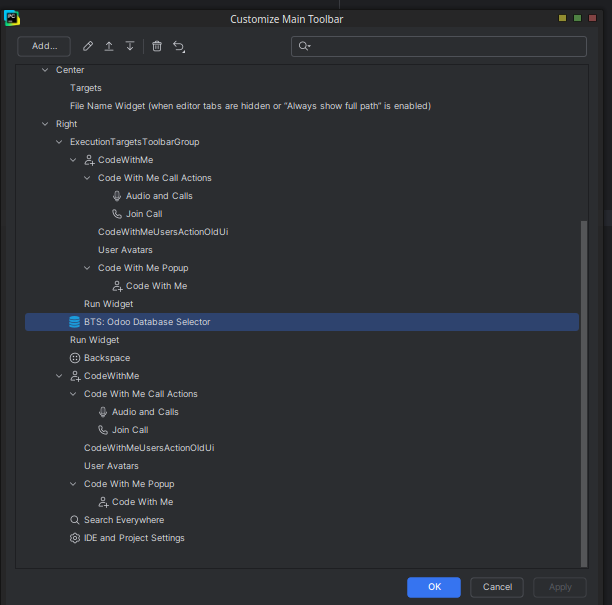 PC
Customize Main Toolbar
Add...
Center
Targets
File Name Widget (when editor tabs are hidden or “Always show full path” is enabled)
Right
ExecutionTargetsToolbarGroup
CodeWithMe
Code With Me Call Actions
Audio and Calls
Join Call
CodeWithMeUsersActionOldUi
User Avatars
Code With Me Popup
Code With Me
Run Widget
BTS: Odoo Database Selector
Run Widget
Backspace
CodeWithMe
Code With Me Call Actions
Audio and Calls
Join Call
CodeWithMeUsersActionOldUi
User Avatars
Code With Me Popup
Code With Me
Search Everywhere
IDE and Project Settings
OK
Cancel
Apply